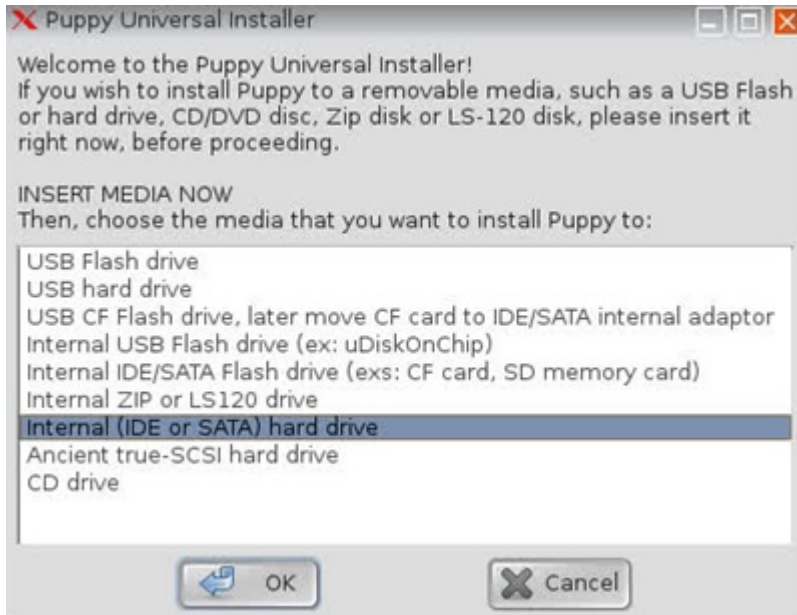 Puppy Universal Installer
Welcome to the Puppy Universal Installer!
If you wish to install Puppy to a removable media, such as a USB Flash
or hard drive, CD/DVD disc, Zip disk or LS-120 disk, please insert it
right now, before proceeding.
INSERT MEDIA NOW
Then, choose the media that you want to install Puppy to:
USB Flash drive
USB hard drive
USB CF Flash drive, later move CF card to IDE/SATA internal adaptor
Internal USB Flash drive (ex: uDiskOnChip)
Internal IDE/SATA Flash drive (exs: CF card, SD memory card)
Internal ZIP or LS120 drive
Internal (IDE or SATA) hard drive
Ancient true-SCSI hard drive
CD drive
OK
Cancel